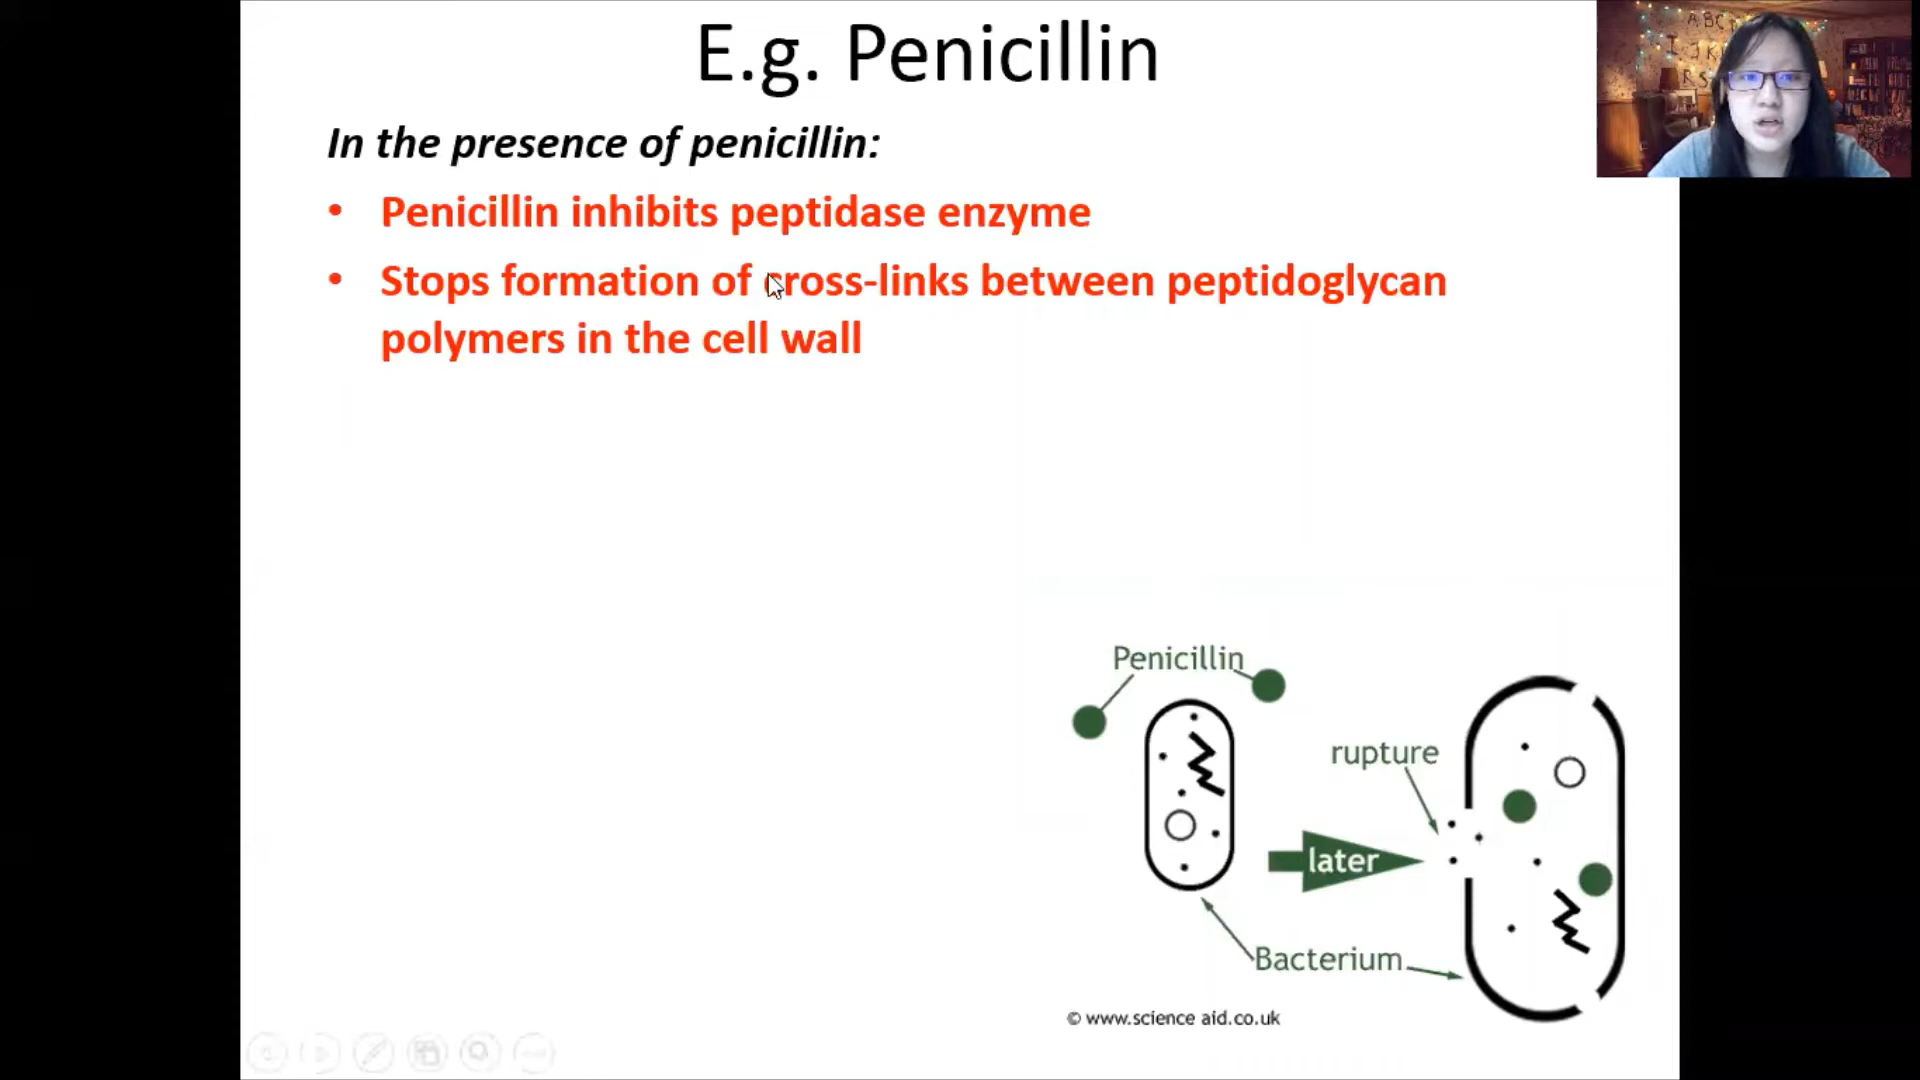 E.g. Penicillin
In the presence of penicillin:
• Penicillin inhibits peptidase enzyme
• Stops formation of cross-links between peptidoglycan
polymers in the cell wall
Penicillin
rupture
later
Bacterium
© www.science aid.co.uk
ABC